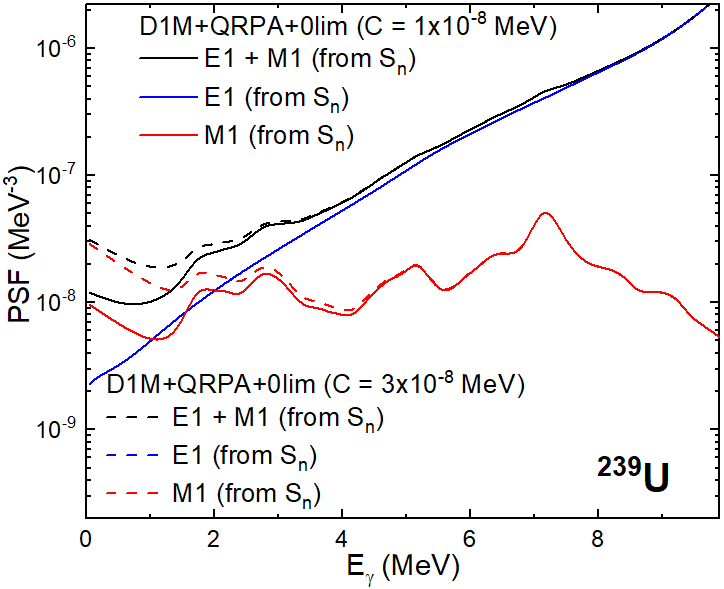 D1M+QRPA+0lim (C = 1x10⁻⁸ MeV)
E1 + M1 (from Sₙ)
E1 (from Sₙ)
M1 (from Sₙ)
10⁻⁶
10⁻⁷
10⁻⁸
10⁻⁹
PSF (MeV⁻³)
D1M+QRPA+0lim (C = 3x10⁻⁸ MeV)
E1 + M1 (from Sₙ)
E1 (from Sₙ)
M1 (from Sₙ)
²³⁹U
0 2 4 6 8
Eᵧ (MeV)